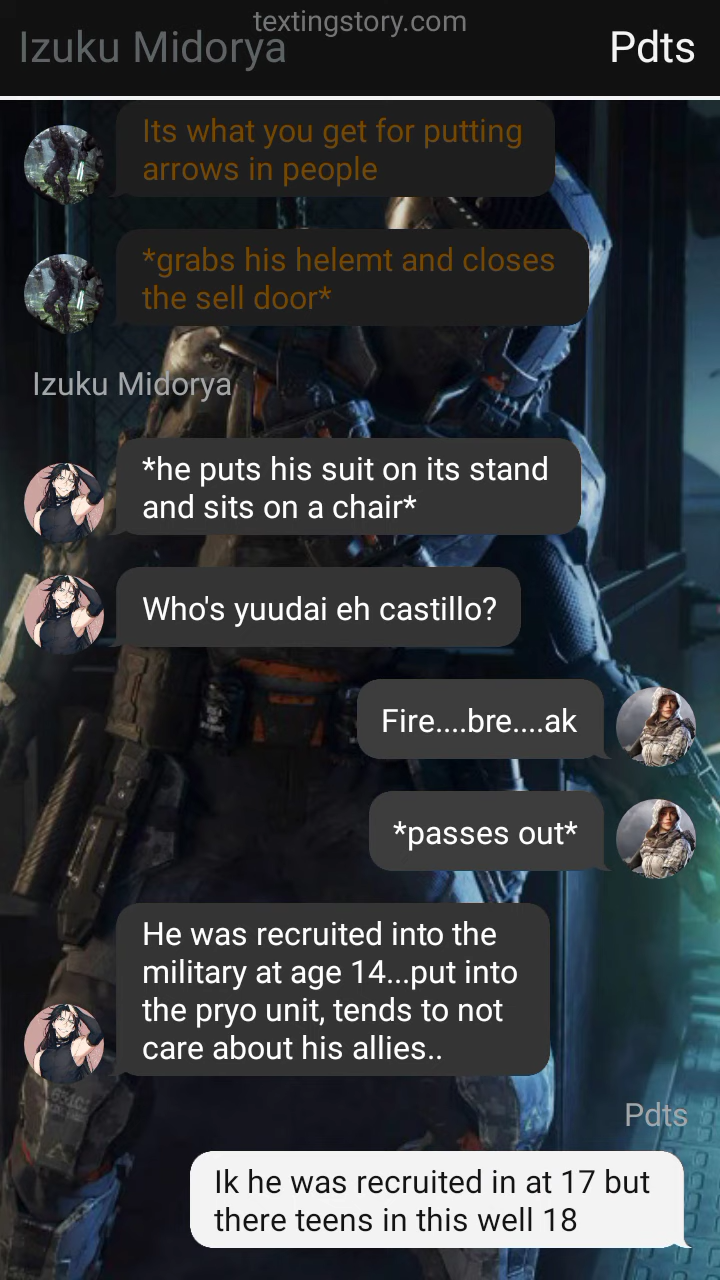 textingstory.com
Izuku Midorya
Pdts
Its what you get for putting
arrows in people
*grabs his helemt and closes
the sell door*
Izuku Midorya
*he puts his suit on its stand
and sits on a chair*
Who's yuudai eh castillo?
Fire....bre....ak
*passes out*
He was recruited into the
military at age 14...put into
the pryo unit, tends to not
care about his allies..
Pdts
Ik he was recruited in at 17 but
there teens in this well 18